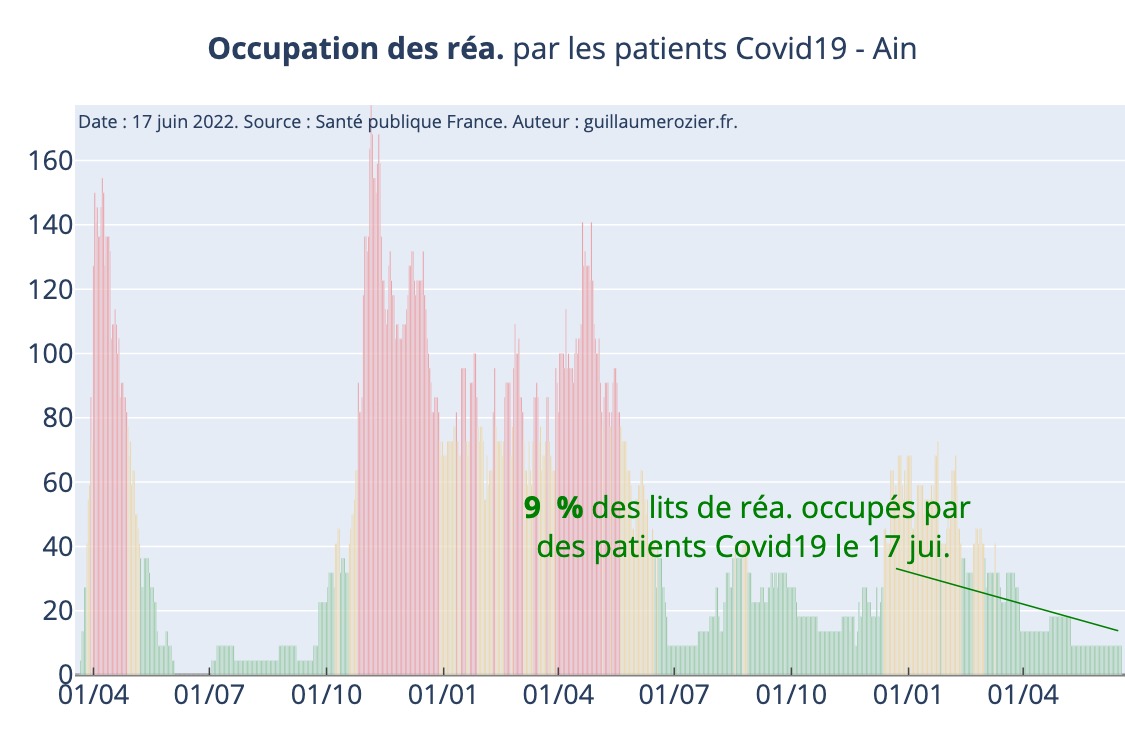 Occupation des réa. par les patients Covid19 - Ain
Date : 17 juin 2022. Source : Santé publique France. Auteur : guillaumerozier.fr.
160
140
120
100
80
60
40
20
0
9 % des lits de réa. occupés par
des patients Covid19 le 17 jui.
01/04 01/07 01/10 01/01 01/04 01/07 01/10 01/01 01/04